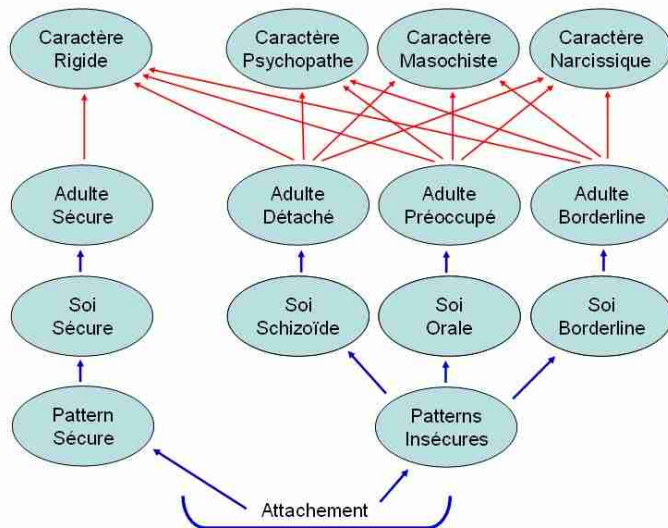 Caractère
Rigide
Caractère
Psychopathe
Caractère
Masochiste
Caractère
Narcissique
Adulte
Sécure
Adulte
Détaché
Adulte
Préoccupé
Adulte
Borderline
Soi
Sécure
Soi
Schizoïde
Soi
Orale
Soi
Borderline
Pattern
Sécure
Patterns
Insécures
Attachement